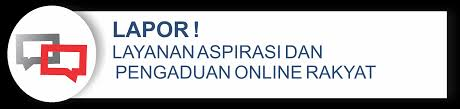 LAPOR !
LAYANAN ASPIRASI DAN
PENGADUAN ONLINE RAKYAT